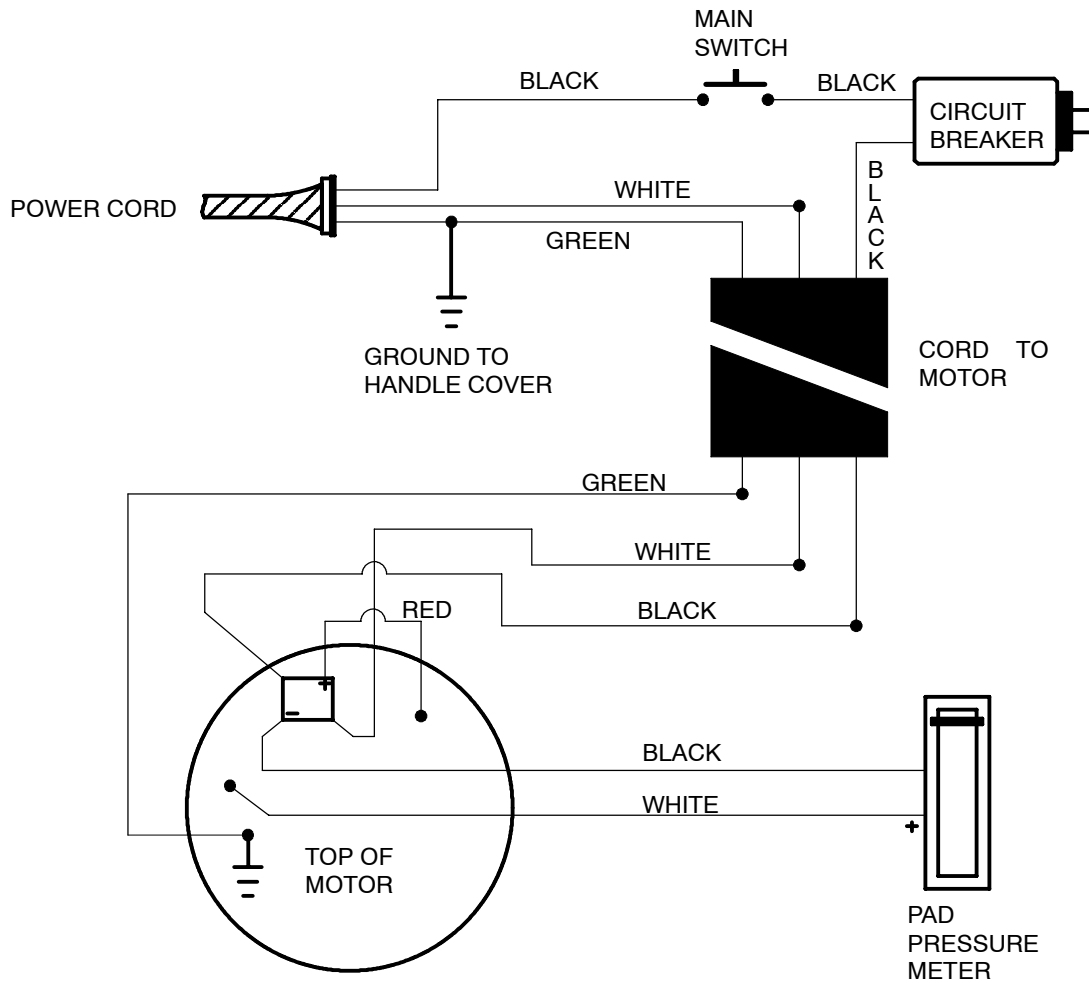 MAIN
SWITCH
BLACK
BLACK
CIRCUIT
BREAKER
BLACK
POWER CORD
WHITE
GREEN
GROUND TO
HANDLE COVER
CORD TO
MOTOR
GREEN
WHITE
RED
BLACK
+
-
BLACK
WHITE
+
TOP OF
MOTOR
PAD
PRESSURE
METER